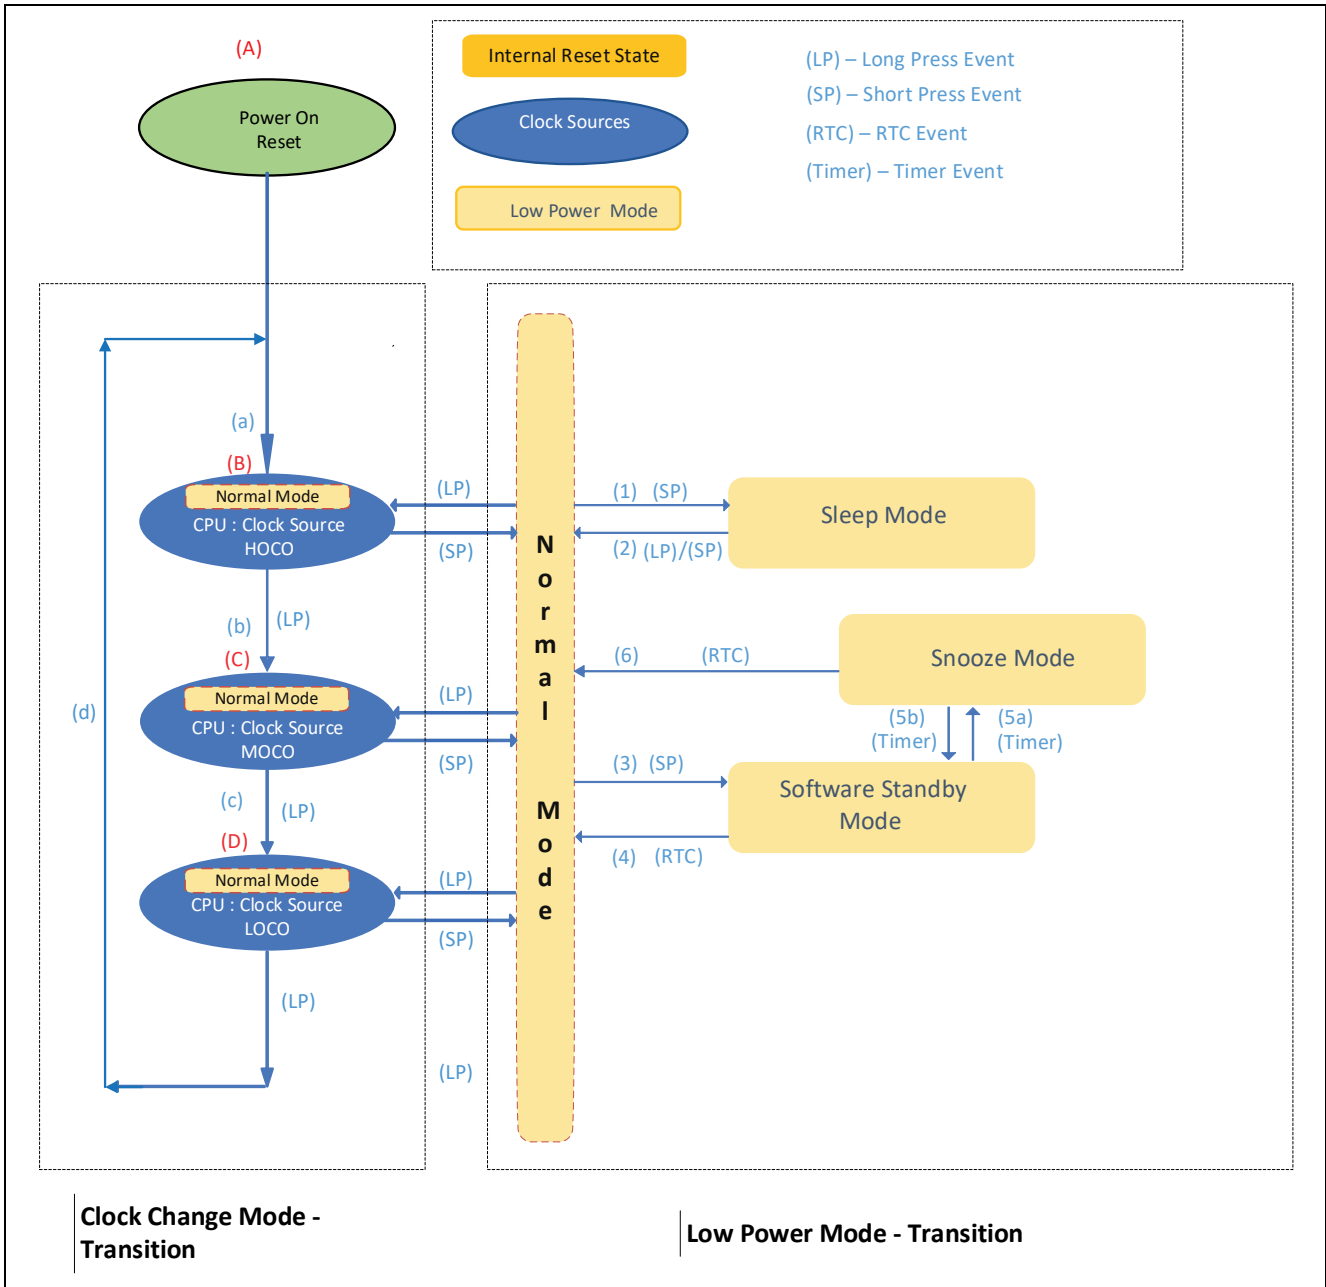 (A)
Power On
Reset
Internal Reset State
Clock Sources
Low Power Mode
(LP) – Long Press Event
(SP) – Short Press Event
(RTC) – RTC Event
(Timer) – Timer Event
(a)
(B)
Normal Mode
CPU : Clock Source
HOCO
(LP)
(SP)
(b)
(LP)
(C)
Normal Mode
CPU : Clock Source
MOCO
(LP)
(SP)
(d)
(c)
(LP)
(D)
Normal Mode
CPU : Clock Source
LOCO
(LP)
(SP)
(LP)
(LP)
Normal Mode
(1) (SP)
(2) (LP)/(SP)
Sleep Mode
(6) (RTC)
Snooze Mode
(5b)
(Timer)
(5a)
(Timer)
(3) (SP)
(4) (RTC)
Software Standby
Mode
Clock Change Mode -
Transition
Low Power Mode - Transition